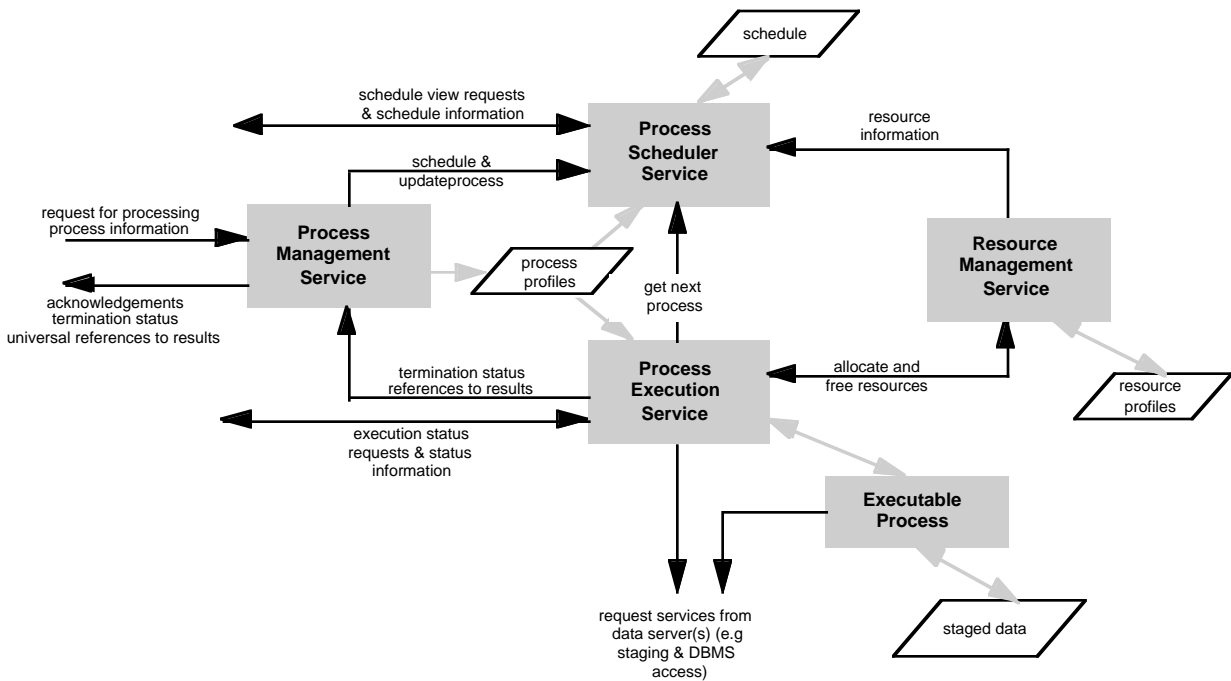 schedule
schedule view requests
& schedule information
Process
Scheduler
Service
resource
information
schedule &
updateprocess
request for processing
process information
Process
Management
Service
process
profiles
get next
process
Resource
Management
Service
acknowledgements
termination status
universal references to results
termination status
references to results
Process
Execution
Service
allocate and
free resources
resource
profiles
execution status
requests & status
information
Executable
Process
request services from
data server(s) (e.g
staging & DBMS
access)
staged data